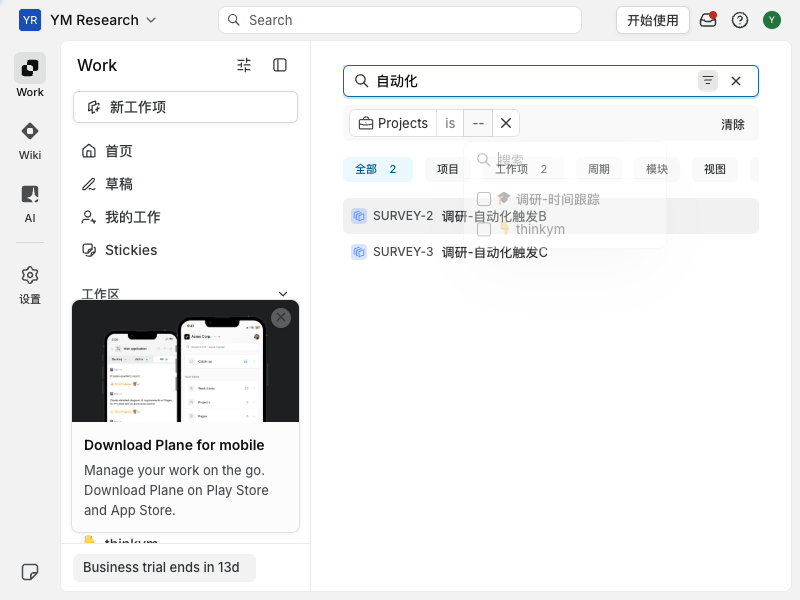 YR YM Research
Search
开始使用
Y
Work
Wiki
AI
设置
Work
新工作项
首页
草稿
我的工作
Stickies
工作区
Download Plane for mobile
Manage your work on the go.
Download Plane on Play Store
and App Store.
thinkym
Business trial ends in 13d
自动化
Projects is -- 
清除
全部 2 项目 工作项 2 周期 模块 视图
搜索
调研-时间跟踪
thinkym
SURVEY-2 调研-自动化触发B
SURVEY-3 调研-自动化触发C